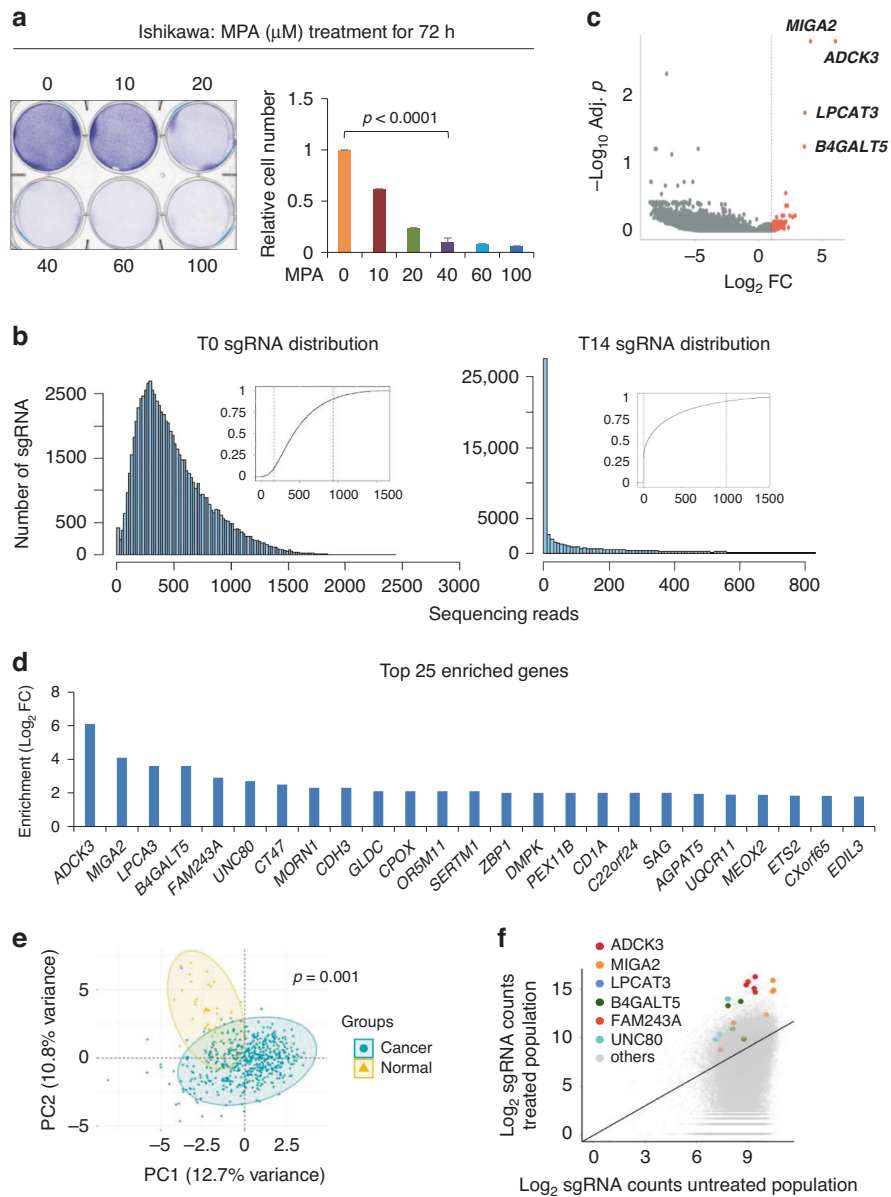 a
Ishikawa: MPA (μM) treatment for 72 h
0 10 20
40 60 100
Relative cell number
1.5
1
0.5
0
p < 0.0001
MPA 0 10 20 40 60 100
c
−Log10 Adj. p
2
1
0
MIGA2
ADCK3
LPCAT3
B4GALT5
−5 0 5
Log2 FC
b
T0 sgRNA distribution
Number of sgRNA
2500
1500
500
0
1
0.75
0.5
0.25
0
0 500 1000 1500
0 500 1000 1500 2000 2500 3000
T14 sgRNA distribution
25,000
15,000
5000
0
1
0.75
0.5
0.25
0
0 500 1000 1500
0 200 400 600 800
Sequencing reads
d
Top 25 enriched genes
Enrichment (Log2 FC)
8
6
4
2
0
ADCK3 MIGA2 LPCA3 B4GALT5 FAM243A UNC80 CT47 MORN1 CDH3 GLDC CPOX OR5M11 SERTM1 ZBP1 DMPK PEX11B CD1A C22orf24 SAG AGPAT5 UQCR11 MEOX2 ETS2 CXorf65 EDIL3
e
PC2 (10.8% variance)
5
0
−5
p = 0.001
Groups
Cancer
Normal
−5 −2.5 0 2.5
PC1 (12.7% variance)
f
Log2 sgRNA counts
treated population
15
10
5
0
ADCK3
MIGA2
LPCAT3
B4GALT5
FAM243A
UNC80
others
0 3 6 9
Log2 sgRNA counts untreated population